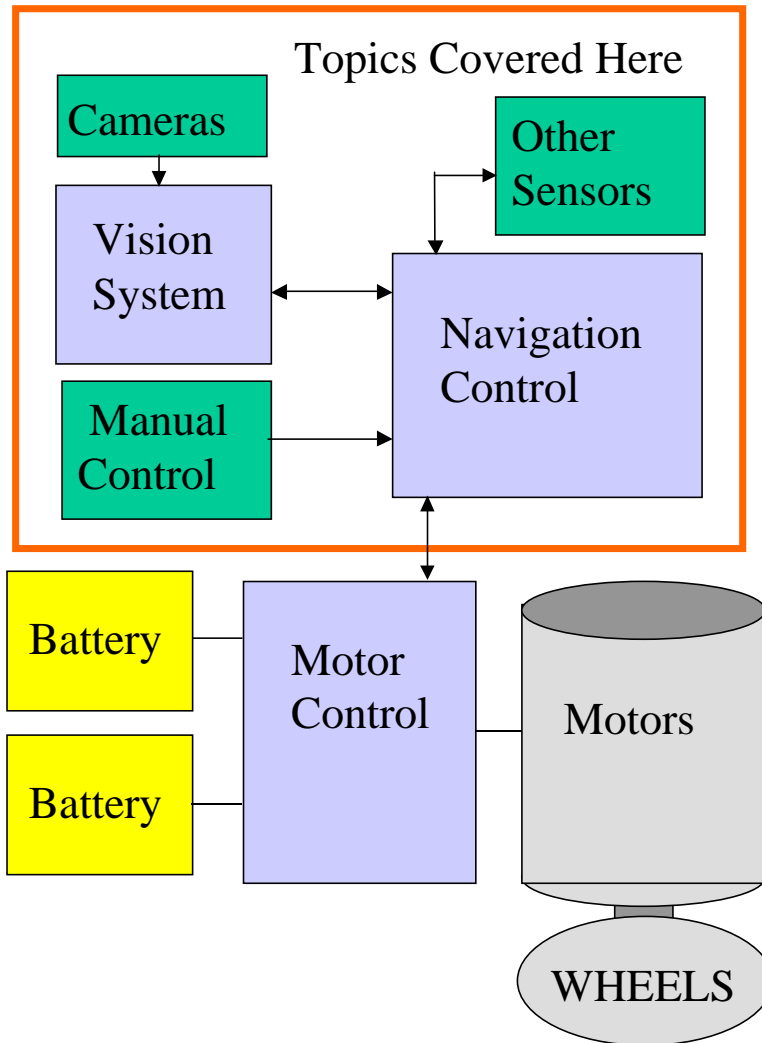 Topics Covered Here
Cameras
Other
Sensors
Vision
System
Navigation
Control
Manual
Control
Battery
Motor
Control
Motors
Battery
WHEELS